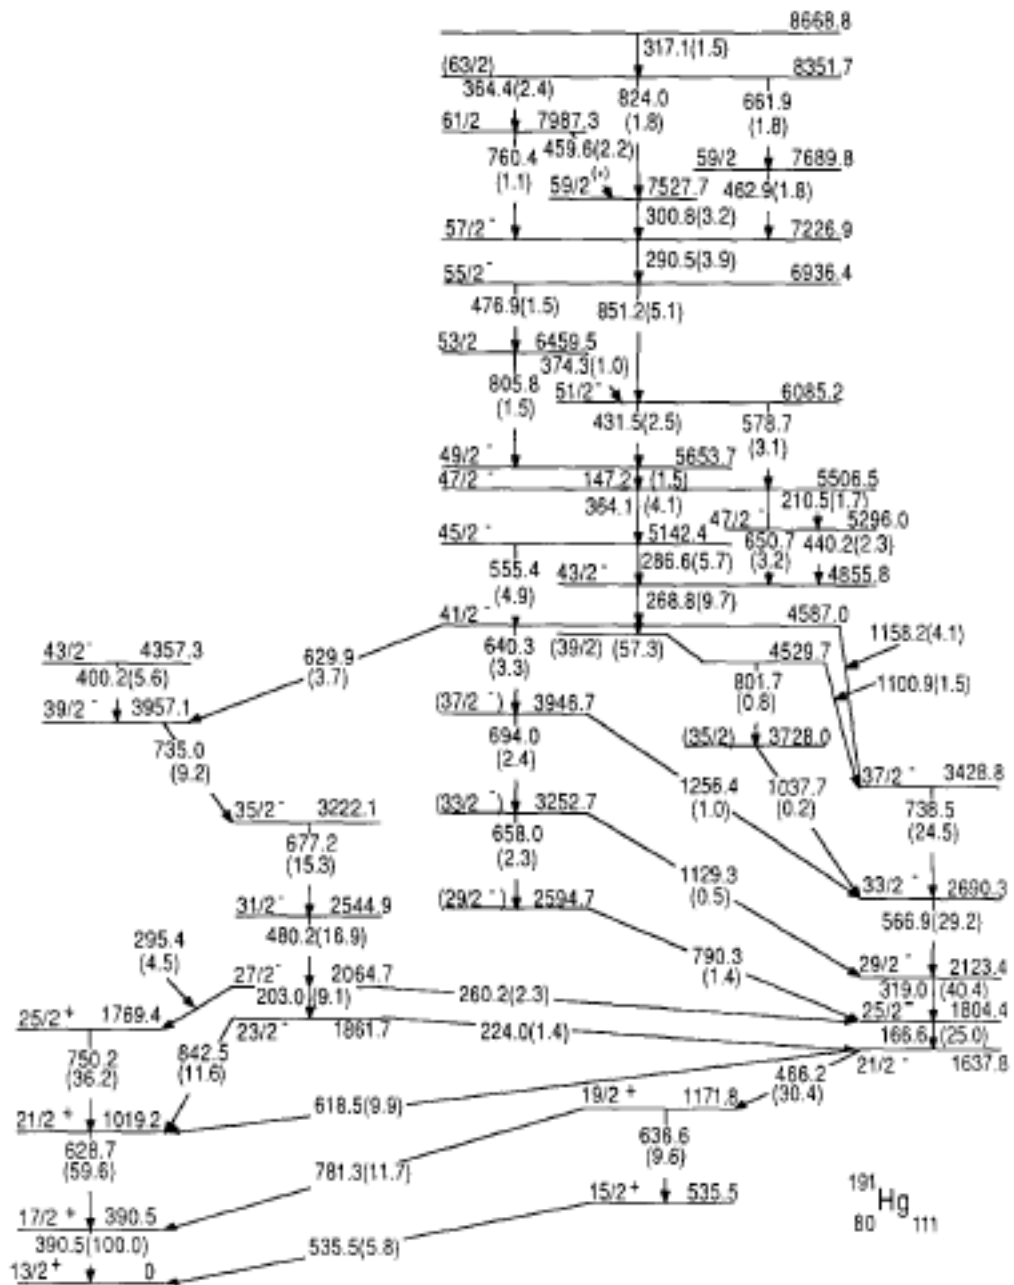 8668.8
317.1(1.5)
(63/2) 8351.7
364.4(2.4) 824.0 661.9
(1.8) (1.8)
61/2 7987.3
459.6(2.2)
760.4
(1.1)
59/2 7689.8
59/2(+) 7527.7 462.9(1.8)
300.8(3.2)
57/2 - 7226.9
290.5(3.9)
55/2 - 6936.4
476.9(1.5) 851.2(5.1)
53/2 6459.5
374.3(1.0)
805.8
(1.5)
51/2 - 6085.2
431.5(2.5) 578.7
(3.1)
49/2 - 5653.7
47/2 - 147.2 (1.5) 5506.5
364.1 (4.1) 210.5(1.7)
47/2 - 5296.0
45/2 - 5142.4 650.7 440.2(2.3)
(3.2)
555.4 286.6(5.7)
(4.9)
43/2 - 4855.8
268.8(9.7)
41/2 - 4587.0
640.3 (39/2) (57.3) 4529.7
(3.3)
1158.2(4.1)
1100.9(1.5)
43/2 - 4357.3 629.9
400.2(5.6) (3.7)
801.7
(0.8)
39/2 - 3957.1 (37/2 -) 3946.7
735.0 694.0
(9.2) (2.4)
(35/2) 3728.0
1256.4 1037.7
(1.0) (0.2)
37/2 - 3428.8
738.5
(24.5)
35/2 - 3222.1 (33/2 -) 3252.7
677.2 658.0
(15.3) (2.3)
1129.3
(0.5)
33/2 - 2690.3
566.9(29.2)
31/2 - 2544.9 (29/2 -) 2594.7
480.2(16.9)
790.3
(1.4)
295.4
(4.5)
29/2 - 2123.4
319.0 (40.4)
27/2 - 2064.7
203.0 (9.1) 260.2(2.3)
25/2 - 1804.4
166.6 (25.0)
25/2 + 1769.4 23/2 - 1861.7
224.0(1.4)
21/2 - 1637.8
750.2 842.5
(36.2) (11.6)
466.2
(30.4)
618.5(9.9)
19/2 + 1171.8
21/2 + 1019.2
628.7 636.6
(59.6) (9.6)
781.3(11.7)
15/2 + 535.5
17/2 + 390.5
390.5(100.0) 535.5(5.8)
13/2 + 0
191
Hg
80 111